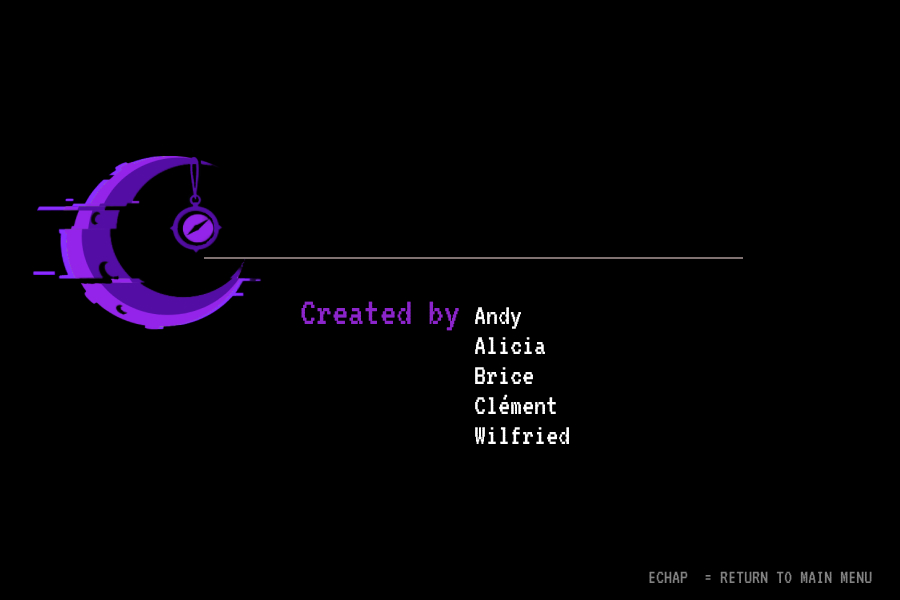 Created by Andy
Alicia
Brice
Clément
Wilfried
ECHAP = RETURN TO MAIN MENU